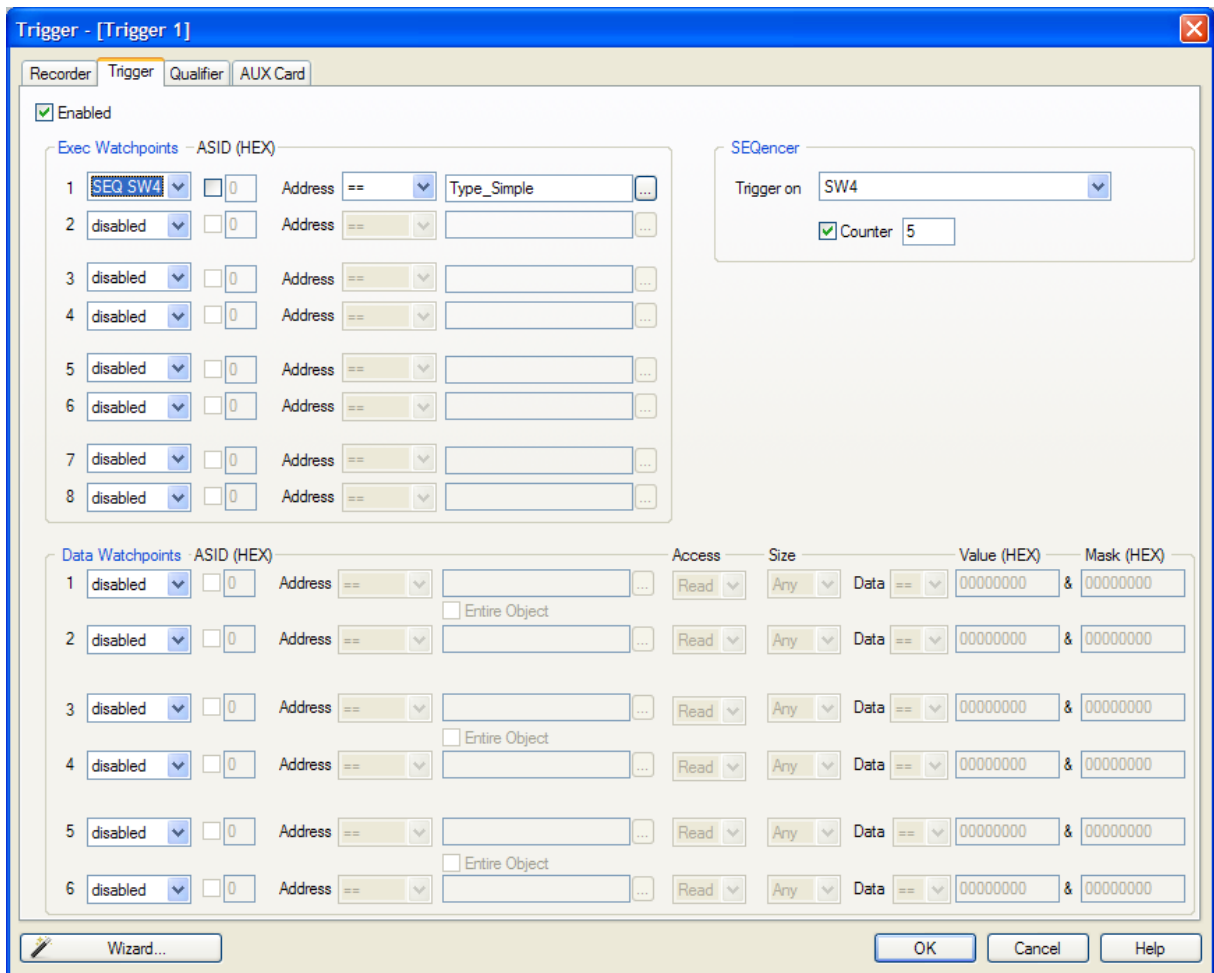 Trigger - [Trigger 1]
Recorder Trigger Qualifier AUX Card
Enabled
Exec Watchpoints ASID (HEX)
1 SEQ SW4 0 Address == Type_Simple ...
2 disabled 0 Address == ...
3 disabled 0 Address == ...
4 disabled 0 Address == ...
5 disabled 0 Address == ...
6 disabled 0 Address == ...
7 disabled 0 Address == ...
8 disabled 0 Address == ...
SEQencer
Trigger on SW4
Counter 5
Data Watchpoints ASID (HEX) Access Size Value (HEX) Mask (HEX)
1 disabled 0 Address == ... Read Any Data == 00000000 & 00000000
Entire Object
2 disabled 0 Address == ... Read Any Data == 00000000 & 00000000
3 disabled 0 Address == ... Read Any Data == 00000000 & 00000000
Entire Object
4 disabled 0 Address == ... Read Any Data == 00000000 & 00000000
5 disabled 0 Address == ... Read Any Data == 00000000 & 00000000
Entire Object
6 disabled 0 Address == ... Read Any Data == 00000000 & 00000000
Wizard... OK Cancel Help